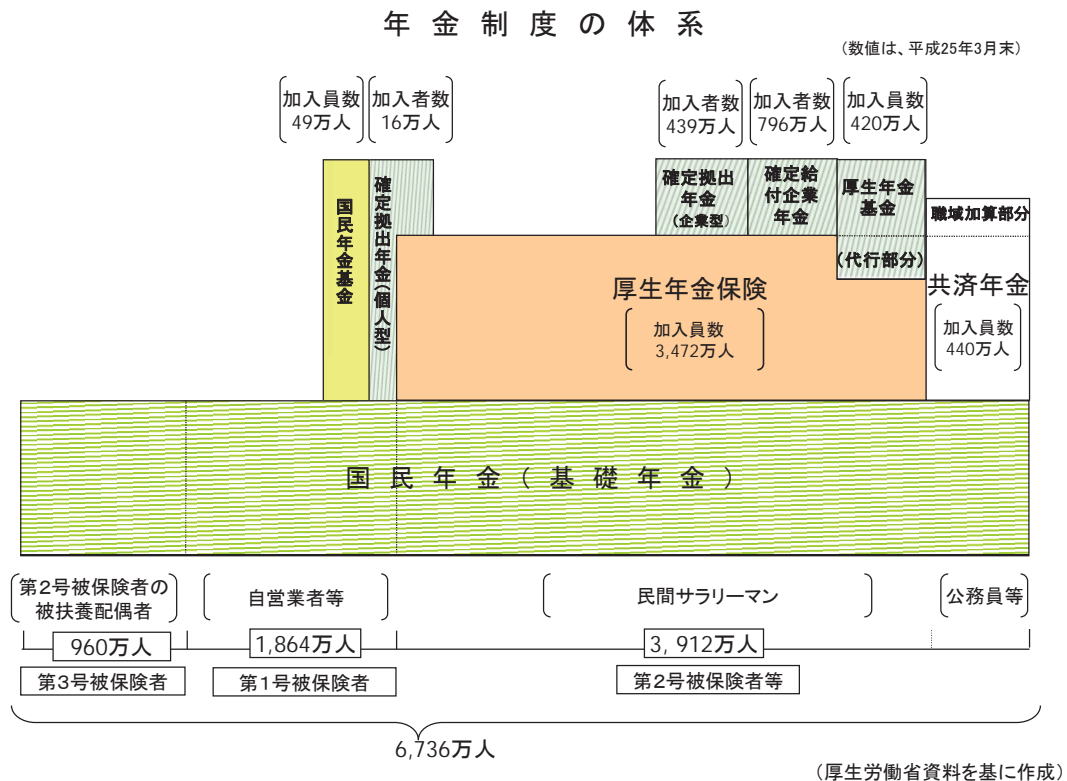 年金制度の体系
(数値は、平成25年3月末)
加入員数
49万人
加入者数
16万人
加入者数
439万人
加入者数
796万人
加入員数
420万人
国民年金基金
確定拠出年金(個人型)
確定拠出
年金
(企業型)
確定給
付企業
年金
厚生年金
基金
(代行部分)
職域加算部分
厚生年金保険
加入員数
3,472万人
共済年金
加入員数
440万人
国民年金(基礎年金)
第2号被保険者の
被扶養配偶者
自営業者等
民間サラリーマン
公務員等
960万人
1,864万人
3,912万人
第3号被保険者
第1号被保険者
第2号被保険者等
6,736万人
(厚生労働省資料を基に作成)